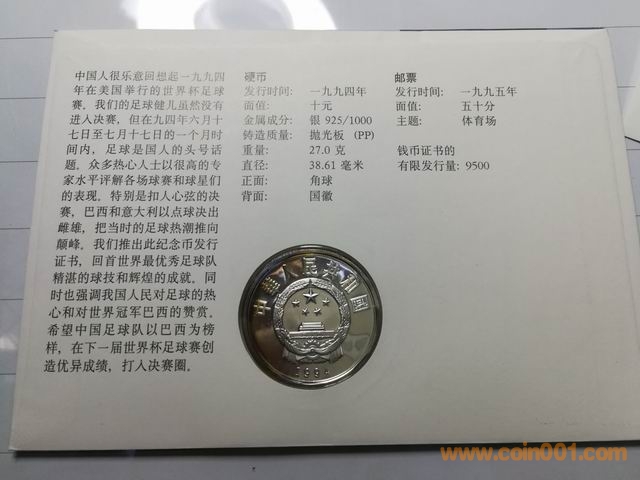 中国人很乐意回想起一九九四
年在美国举行的世界杯足球
赛。我们的足球健儿虽然没有
进入决赛，但在九四年六月十
七日至七月十七日的一个月时
间内，足球是国人的头号话
题。众多热心人士以很高的专
家水平评解各场球赛和球星们
的表现。特别是扣人心弦的决
赛，巴西和意大利以点球决出
雌雄，把当时的足球热潮推向
颠峰。我们推出此纪念币发行
证书，回首世界最优秀足球队
精湛的球技和辉煌的成就。同
时也强调我国人民对足球的热
心和对世界冠军巴西的赞赏。
希望中国足球队以巴西为榜
样，在下一届世界杯足球赛创
造优异成绩，打入决赛圈。
硬币
发行时间: 一九九四年
面值: 十元
金属成分: 银 925/1000
铸造质量: 抛光板 (PP)
重量: 27.0 克
直径: 38.61 毫米
正面: 角球
背面: 国徽
邮票
发行时间: 一九九五年
面值: 五十分
主题: 体育场
钱币证书的
有限发行量: 9500
中华人民共和国
1994
www.coin001.com